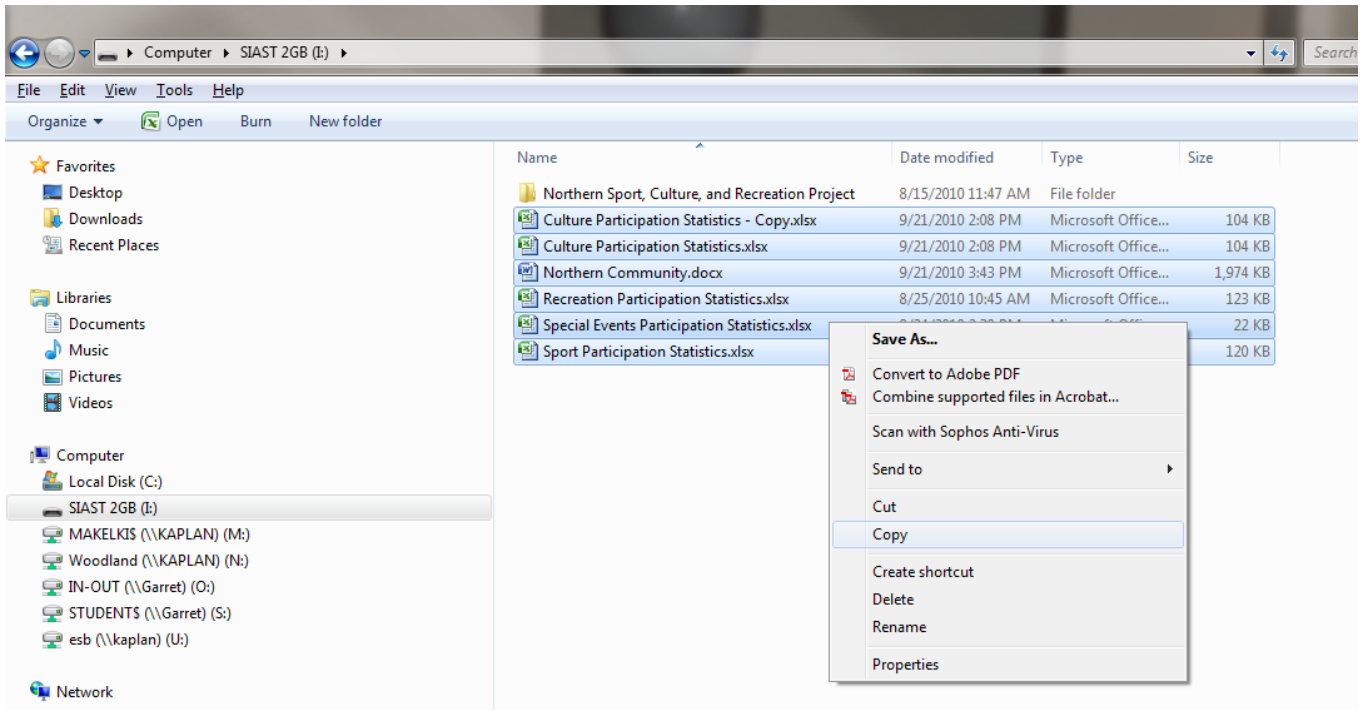 Computer SIAST 2GB (I:) Search
File Edit View Tools Help
Organize Open Burn New folder
Favorites
Desktop
Downloads
Recent Places
Libraries
Documents
Music
Pictures
Videos
Computer
Local Disk (C:)
SIAST 2GB (I:)
MAKELKI$ (\\KAPLAN) (M:)
Woodland (\\KAPLAN) (N:)
IN-OUT (\\Garret) (O:)
STUDENT$ (\\Garret) (S:)
esb (\\kaplan) (U:)
Network
Name Date modified Type Size
Northern Sport, Culture, and Recreation Project 8/15/2010 11:47 AM File folder
Culture Participation Statistics - Copy.xlsx 9/21/2010 2:08 PM Microsoft Office... 104 KB
Culture Participation Statistics.xlsx 9/21/2010 2:08 PM Microsoft Office... 104 KB
Northern Community.docx 9/21/2010 3:43 PM Microsoft Office... 1,974 KB
Recreation Participation Statistics.xlsx 8/25/2010 10:45 AM Microsoft Office... 123 KB
Special Events Participation Statistics.xlsx 22 KB
Sport Participation Statistics.xlsx 120 KB
Save As...
Convert to Adobe PDF
Combine supported files in Acrobat...
Scan with Sophos Anti-Virus
Send to
Cut
Copy
Create shortcut
Delete
Rename
Properties